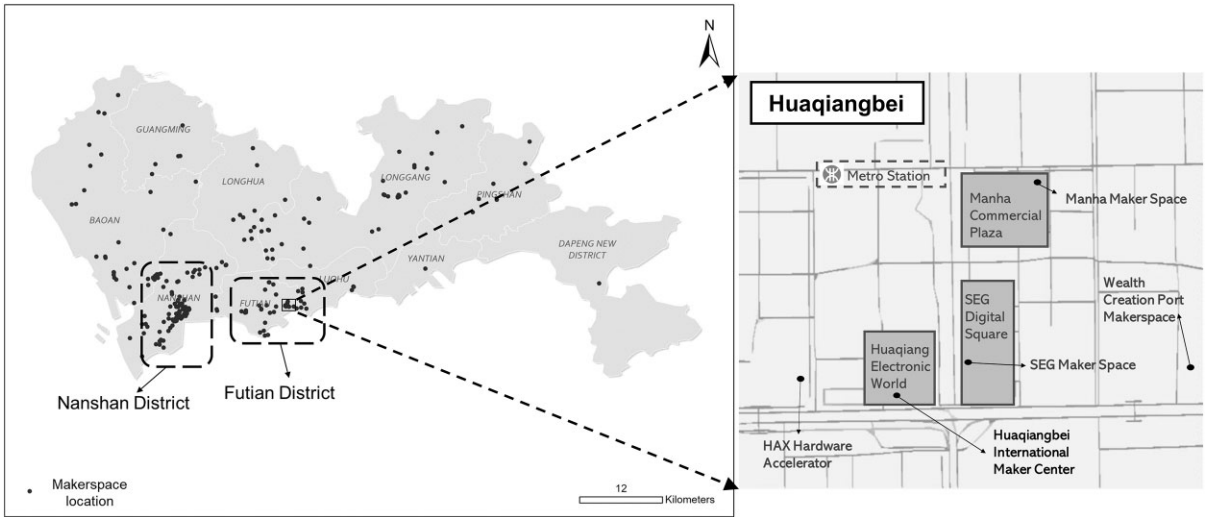 N
GUANGMING
LONGHUA
LONGGANG
PINGSHAN
BAOAN
DAPENG NEW
DISTRICT
YANTIAN
LUOHU
NANSHAN
FUTIAN
Nanshan District
Futian District
Makerspace
location
12
Kilometers
Huaqiangbei
Metro Station
Manha
Commercial
Plaza
Manha Maker Space
SEG
Digital
Square
Wealth
Creation Port
Makerspace
Huaqiang
Electronic
World
SEG Maker Space
HAX Hardware
Accelerator
Huaqiangbei
International
Maker Center